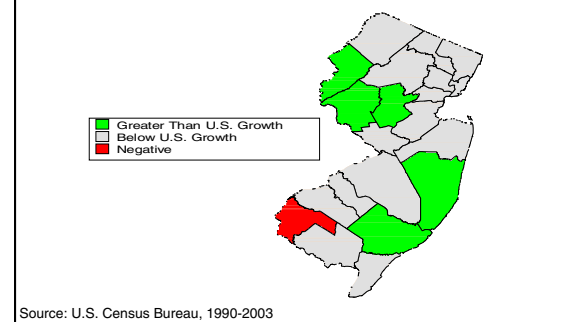 Greater Than U.S. Growth
Below U.S. Growth
Negative
Source: U.S. Census Bureau, 1990-2003